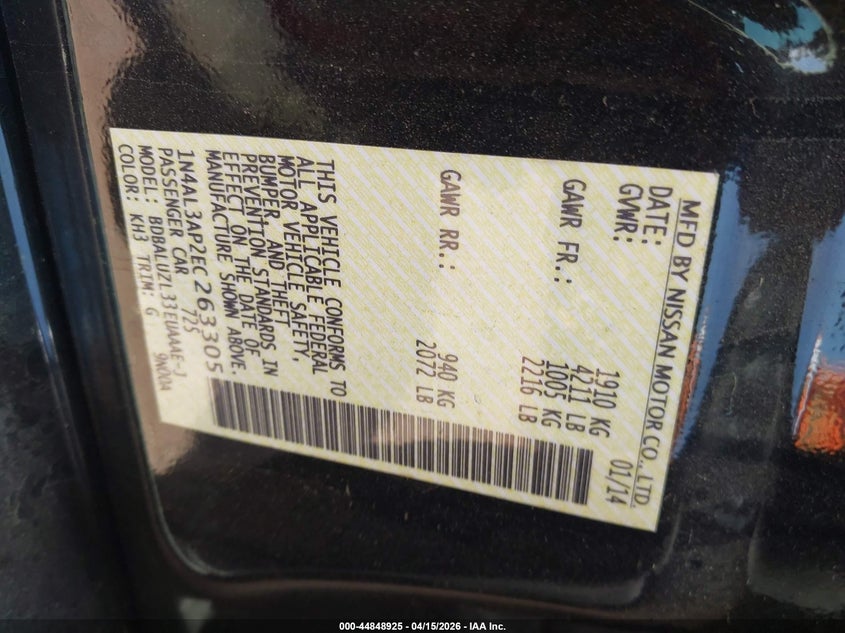 MFD BY NISSAN MOTOR CO., LTD.
DATE: 01/14
GVWR: 1910 KG
4211 LB
GAWR FR.: 1005 KG
2216 LB
GAWR RR.: 940 KG
2072 LB
THIS VEHICLE CONFORMS TO
ALL APPLICABLE FEDERAL
MOTOR VEHICLE SAFETY,
BUMPER, AND THEFT
PREVENTION STANDARDS IN
EFFECT ON THE DATE OF
MANUFACTURE SHOWN ABOVE.
1N4AL3AP2EC263305
PASSENGER CAR 725
MODEL: BDBALUZL33EUAAAE-J
COLOR: KH3 TRIM: G 9N00A
000-44848925 - 04/15/2026 - IAA Inc.